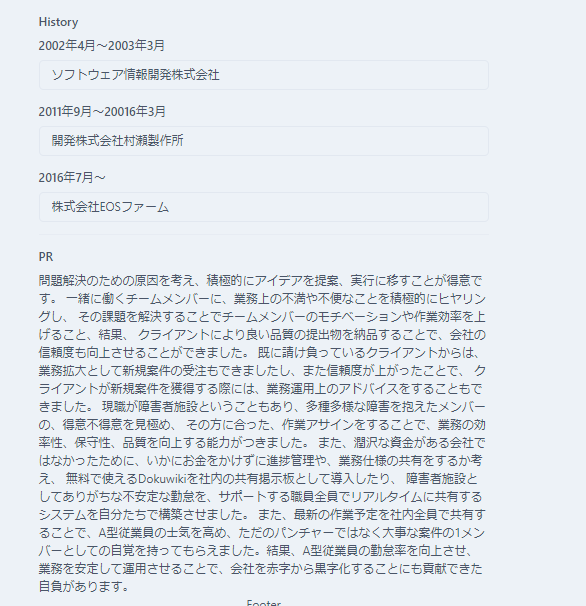 History
2002年4月～2003年3月
ソフトウェア情報開発株式会社
2011年9月～20016年3月
開発株式会社村瀬製作所
2016年7月～
株式会社EOSファーム
PR
問題解決のための原因を考え、積極的にアイデアを提案、実行に移すことが得意で
す。 一緒に働くチームメンバーに、業務上の不満や不便なことを積極的にヒヤリン
グし、 その課題を解決することでチームメンバーのモチベーションや作業効率を上
げること、結果、 クライアントにより良い品質の提出物を納品することで、会社の
信頼度も向上させることができました。 既に請け負っているクライアントからは、
業務拡大として新規案件の受注もできましたし、また信頼度が上がったことで、 ク
ライアントが新規案件を獲得する際には、業務運用上のアドバイスをすることもで
きました。 現職が障害者施設ということもあり、多種多様な障害を抱えたメンバー
の、得意不得意を見極め、 その方に合った、作業アサインをすることで、業務の効
率性、保守性、品質を向上する能力がつきました。 また、潤沢な資金がある会社で
はなかったために、いかにお金をかけずに進捗管理や、業務仕様の共有をするか考
え、 無料で使えるDokuwikiを社内の共有掲示板として導入したり、 障害者施設と
してありがちな不安定な勤怠を、サポートする職員全員でリアルタイムに共有する
システムを自分たちで構築させました。 また、最新の作業予定を社内全員で共有す
ることで、A型従業員の士気を高め、ただのパンチャーではなく大事な案件の1メン
バーとしての自覚を持ってもらえました。結果、A型従業員の勤怠率を向上させ、
業務を安定して運用させることで、会社を赤字から黒字化することにも貢献できた
自負があります。
Footer